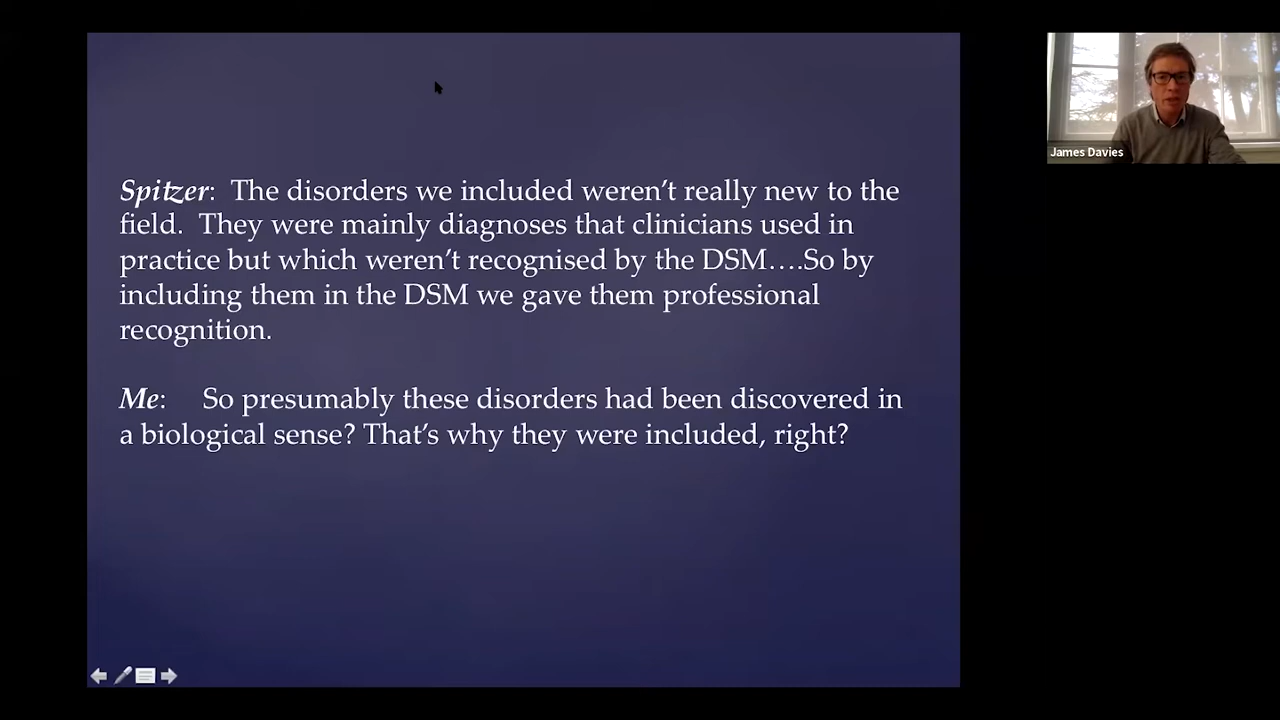 Spitzer: The disorders we included weren’t really new to the
field. They were mainly diagnoses that clinicians used in
practice but which weren’t recognised by the DSM….So by
including them in the DSM we gave them professional
recognition.
Me: So presumably these disorders had been discovered in
a biological sense? That’s why they were included, right?
James Davies